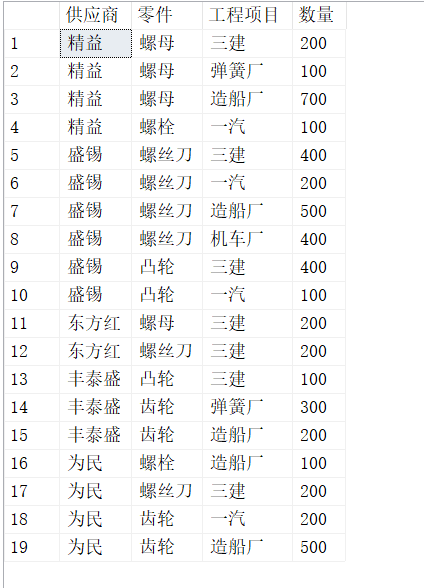 供应商 零件 工程项目 数量
1 精益 螺母 三建 200
2 精益 螺母 弹簧厂 100
3 精益 螺母 造船厂 700
4 精益 螺栓 一汽 100
5 盛锡 螺丝刀 三建 400
6 盛锡 螺丝刀 一汽 200
7 盛锡 螺丝刀 造船厂 500
8 盛锡 螺丝刀 机车厂 400
9 盛锡 凸轮 三建 400
10 盛锡 凸轮 一汽 100
11 东方红 螺母 三建 200
12 东方红 螺丝刀 三建 200
13 丰泰盛 凸轮 三建 100
14 丰泰盛 齿轮 弹簧厂 300
15 丰泰盛 齿轮 造船厂 200
16 为民 螺栓 造船厂 100
17 为民 螺丝刀 三建 200
18 为民 齿轮 一汽 200
19 为民 齿轮 造船厂 500